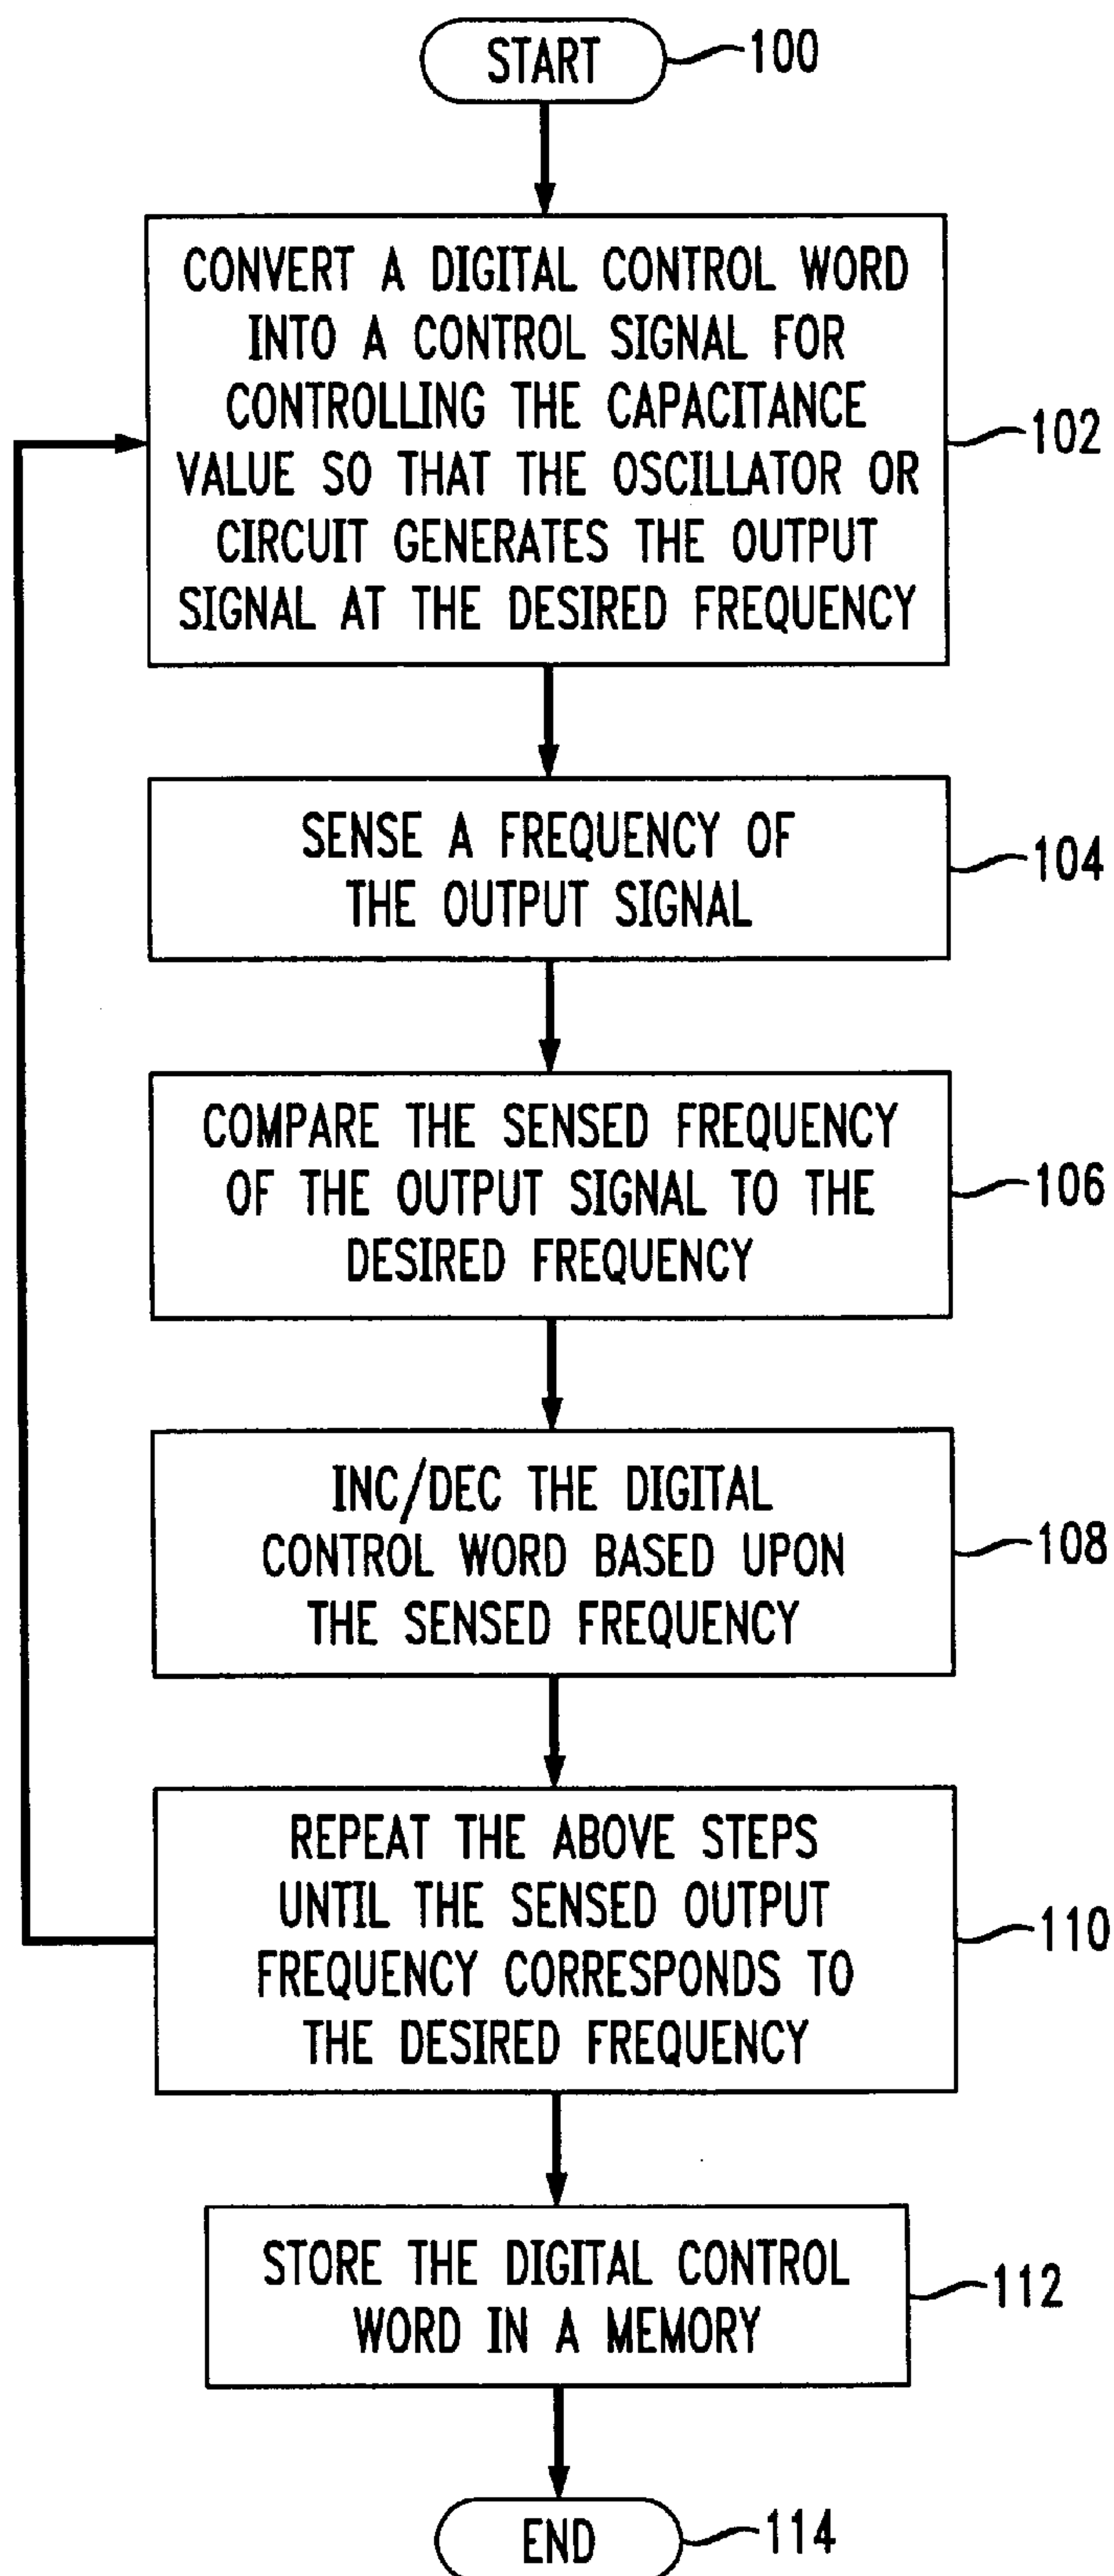 START
100
CONVERT A DIGITAL CONTROL WORD
INTO A CONTROL SIGNAL FOR
CONTROLLING THE CAPACITANCE
VALUE SO THAT THE OSCILLATOR OR
CIRCUIT GENERATES THE OUTPUT
SIGNAL AT THE DESIRED FREQUENCY
102
SENSE A FREQUENCY OF
THE OUTPUT SIGNAL
104
COMPARE THE SENSED FREQUENCY
OF THE OUTPUT SIGNAL TO THE
DESIRED FREQUENCY
106
INC/DEC THE DIGITAL
CONTROL WORD BASED UPON
THE SENSED FREQUENCY
108
REPEAT THE ABOVE STEPS
UNTIL THE SENSED OUTPUT
FREQUENCY CORRESPONDS TO
THE DESIRED FREQUENCY
110
STORE THE DIGITAL CONTROL
WORD IN A MEMORY
112
END
114